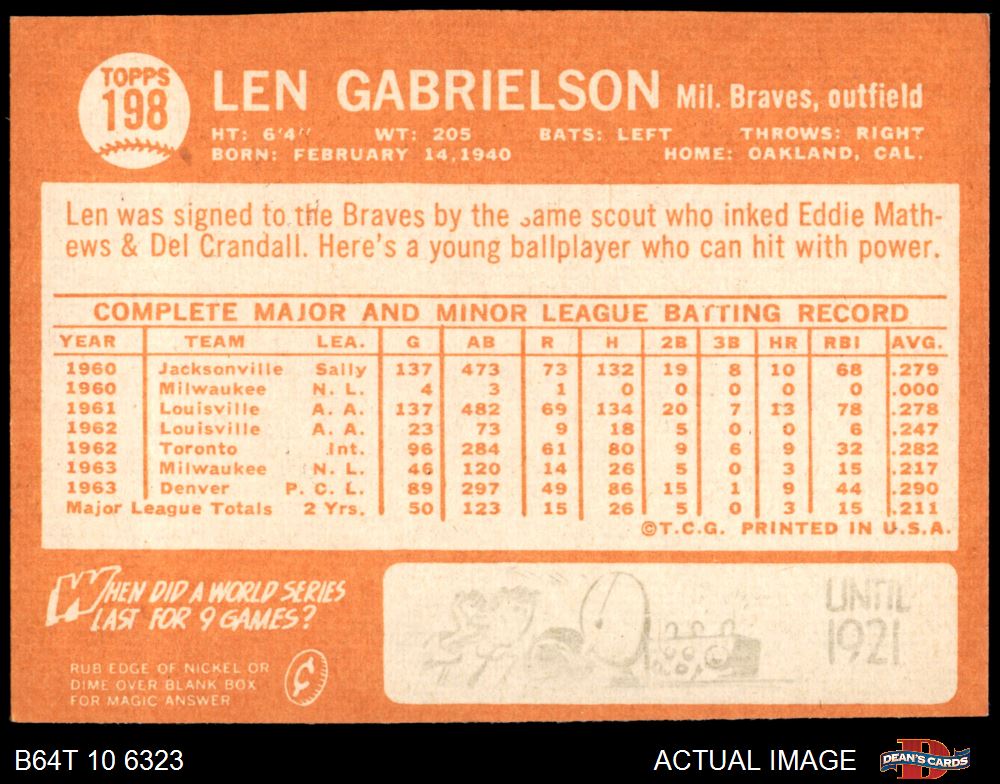 TOPPS
198
LEN GABRIELSON Mil. Braves, outfield
HT: 6'4" WT: 205 BATS: LEFT THROWS: RIGHT
BORN: FEBRUARY 14, 1940 HOME: OAKLAND, CAL.
Len was signed to the Braves by the same scout who inked Eddie Math-
ews & Del Crandall. Here's a young ballplayer who can hit with power.
COMPLETE MAJOR AND MINOR LEAGUE BATTING RECORD
YEAR TEAM LEA. G AB R H 2B 3B HR RBI AVG.
1960 Jacksonville Sally 137 473 73 132 19 8 10 68 .279
1960 Milwaukee N. L. 4 3 1 0 0 0 0 0 .000
1961 Louisville A. A. 137 482 69 134 20 7 13 78 .278
1962 Louisville A. A. 23 73 9 18 5 0 0 6 .247
1962 Toronto Int. 96 284 61 80 9 6 9 32 .282
1963 Milwaukee N. L. 46 120 14 26 5 0 3 15 .217
1963 Denver P. C. L. 89 297 49 86 15 1 9 44 .290
Major League Totals 2 Yrs. 50 123 15 26 5 0 3 15 .211
©T.C.G. PRINTED IN U.S.A.
WHEN DID A WORLD SERIES
LAST FOR 9 GAMES?
RUB EDGE OF NICKEL OR
DIME OVER BLANK BOX
FOR MAGIC ANSWER
¢
UNTIL
1921
B64T 10 6323 ACTUAL IMAGE DEAN'S CARDS